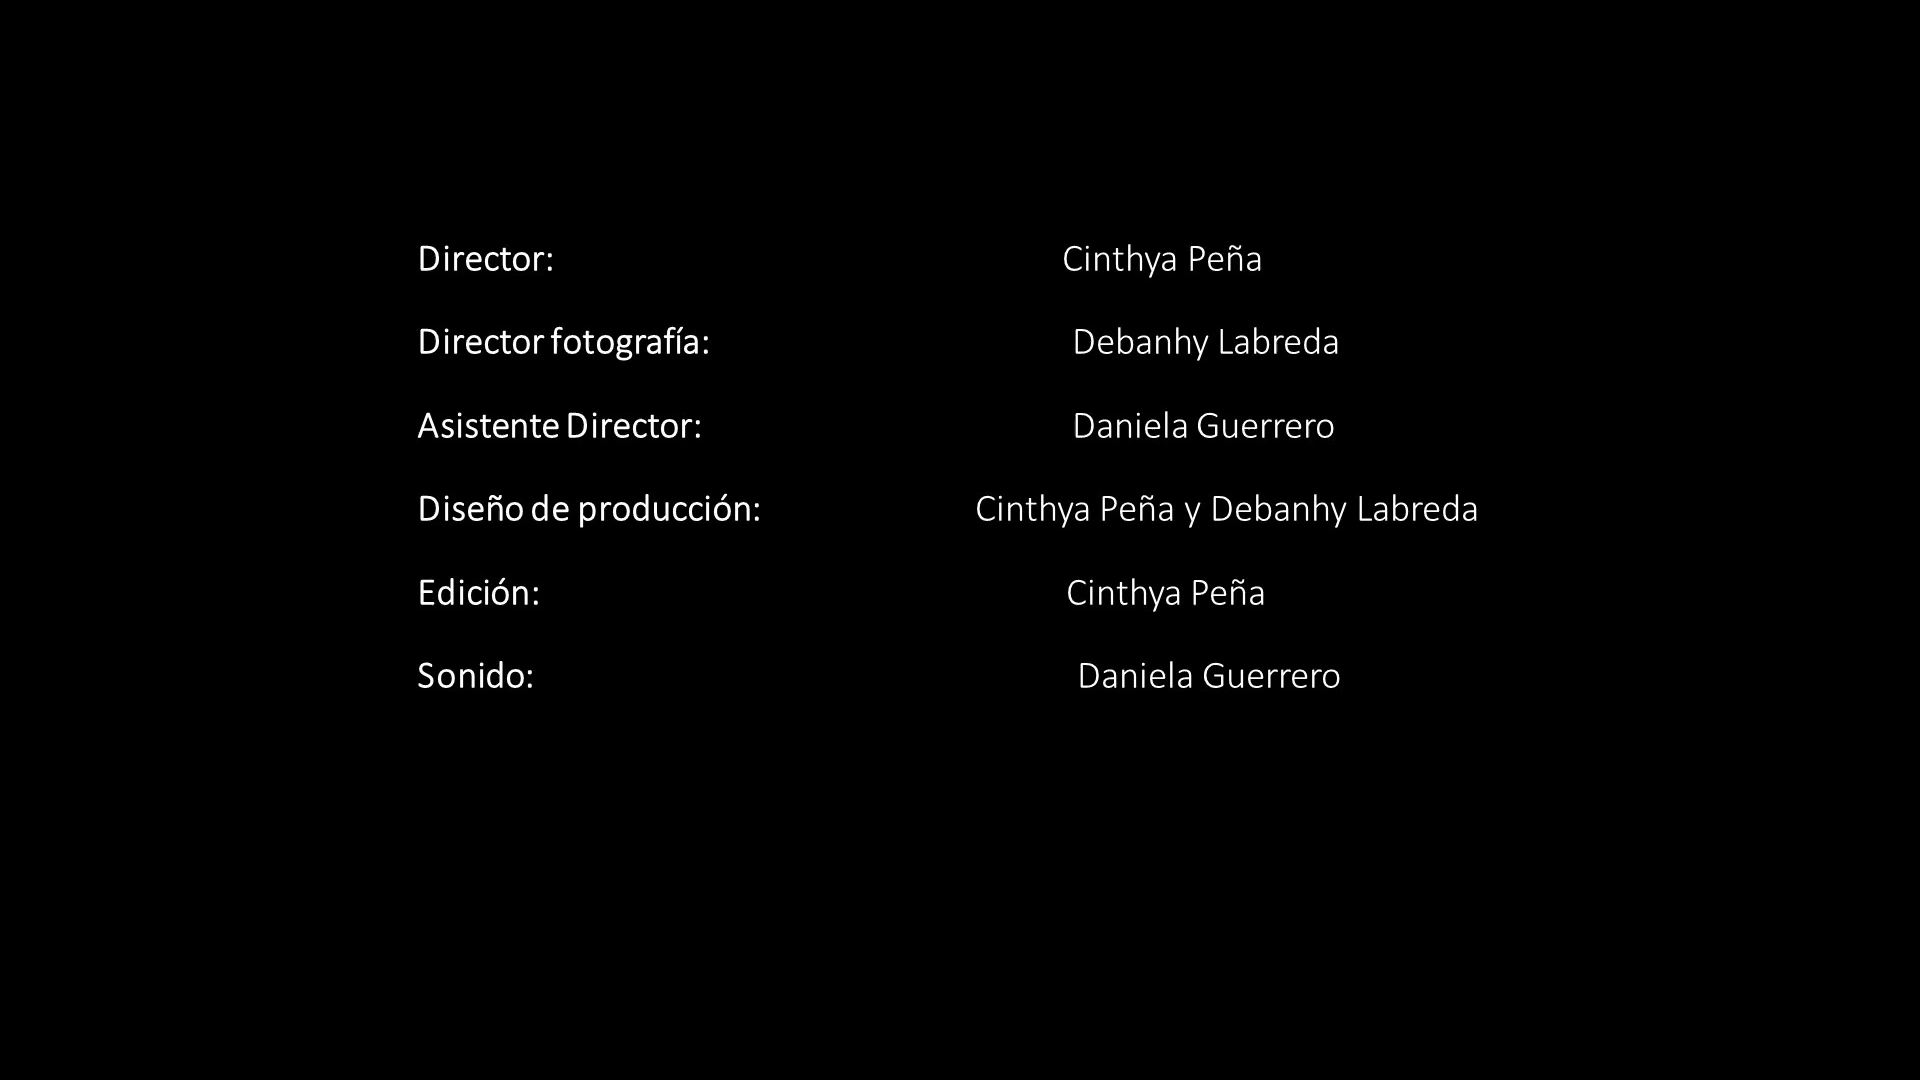 Director: Cinthya Peña
Director fotografía: Debanhy Labreda
Asistente Director: Daniela Guerrero
Diseño de producción: Cinthya Peña y Debanhy Labreda
Edición: Cinthya Peña
Sonido: Daniela Guerrero